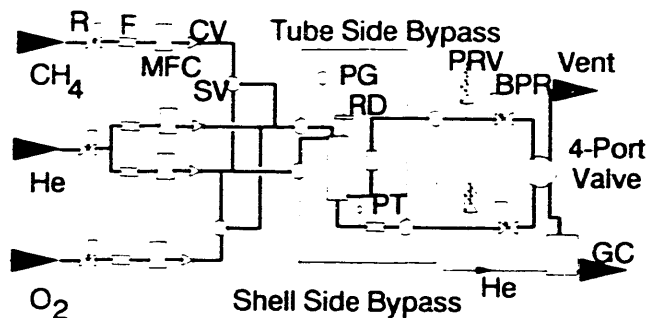 R F CV Tube Side Bypass
CH4 MFC SV PG PRV BPR Vent
RD
He 4-Port Valve
PT
O2 Shell Side Bypass He GC